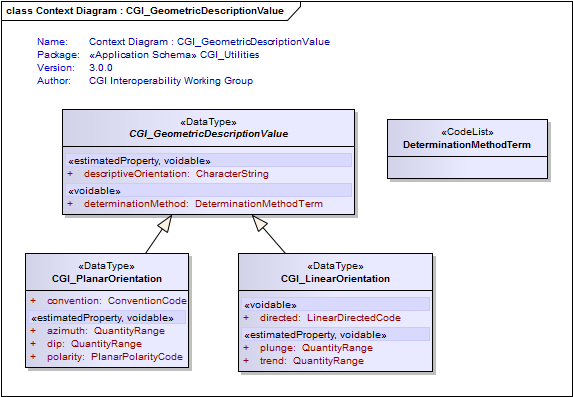 class Context Diagram : CGI_GeometricDescriptionValue
Name: Context Diagram : CGI_GeometricDescriptionValue
Package: «Application Schema» CGI_Utilities
Version: 3.0.0
Author: CGI Interoperability Working Group
«DataType»
CGI_GeometricDescriptionValue
«estimatedProperty, voidable»
+ descriptiveOrientation: CharacterString
«voidable»
+ determinationMethod: DeterminationMethodTerm
«CodeList»
DeterminationMethodTerm
«DataType»
CGI_PlanarOrientation
+ convention: ConventionCode
«estimatedProperty, voidable»
+ azimuth: QuantityRange
+ dip: QuantityRange
+ polarity: PlanarPolarityCode
«DataType»
CGI_LinearOrientation
«voidable»
+ directed: LinearDirectedCode
«estimatedProperty, voidable»
+ plunge: QuantityRange
+ trend: QuantityRange